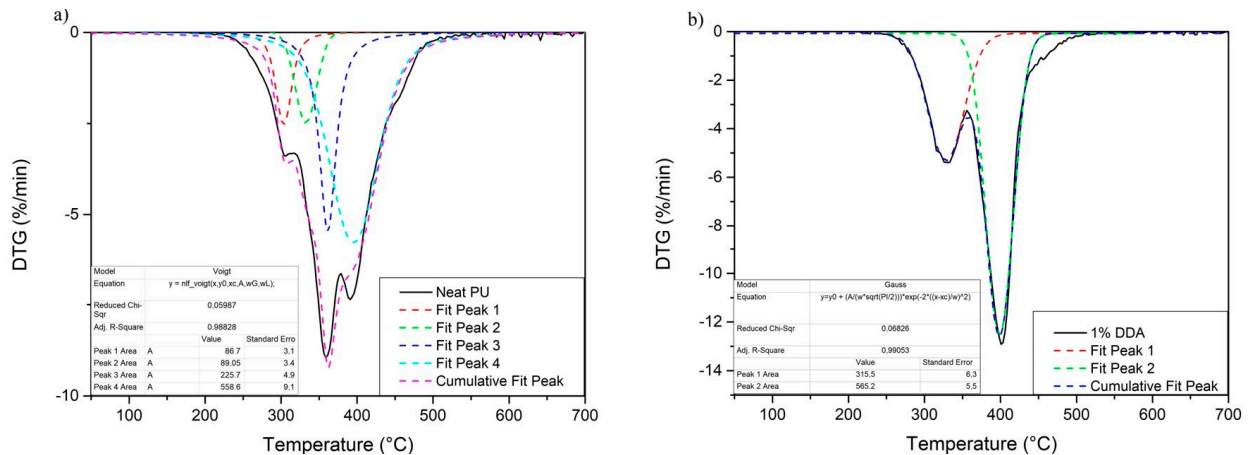 a)
0
-5
-10
DTG (%/min)
100 200 300 400 500 600 700
Temperature (°C)
Model Voigt
Equation y = nlf_voigt(x,y0,xc,A,wG,wL);
Reduced Chi-
Sqr 0.05987
Adj. R-Square 0.98828
Value Standard Erro
Peak 1 Area A 86.7 3.1
Peak 2 Area A 89.05 3.4
Peak 3 Area A 225.7 4.9
Peak 4 Area A 558.6 9.1
Neat PU
Fit Peak 1
Fit Peak 2
Fit Peak 3
Fit Peak 4
Cumulative Fit Peak
b)
0
-2
-4
-6
-8
-10
-12
-14
DTG (%/min)
100 200 300 400 500 600 700
Temperature (°C)
Model Gauss
Equation y=y0 + (A/(w*sqrt(PI/2)))*exp(-2*((x-xc)/w)^2)
Reduced Chi-Sqr 0.06826
Adj. R-Square 0.99053
Value Standard Error
Peak 1 Area 315.5 6.3
Peak 2 Area 565.2 5.5
1% DDA
Fit Peak 1
Fit Peak 2
Cumulative Fit Peak